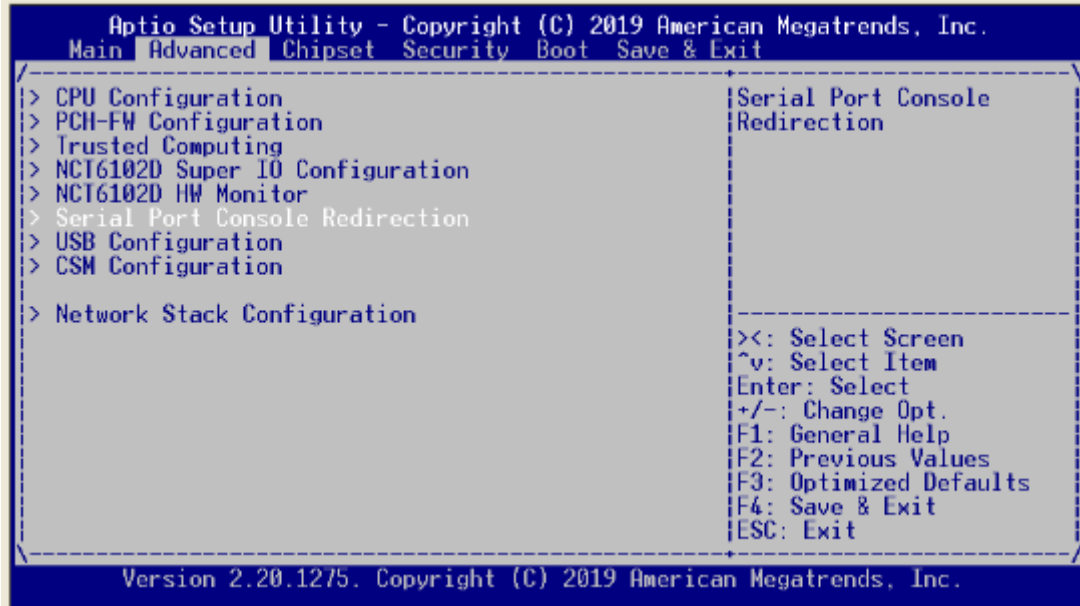 Aptio Setup Utility - Copyright (C) 2019 American Megatrends, Inc.
Main Advanced Chipset Security Boot Save & Exit
> CPU Configuration
> PCH-FW Configuration
> Trusted Computing
> NCT6102D Super IO Configuration
> NCT6102D HW Monitor
> Serial Port Console Redirection
> USB Configuration
> CSM Configuration
> Network Stack Configuration
Serial Port Console
Redirection
><: Select Screen
^v: Select Item
Enter: Select
+/-: Change Opt.
F1: General Help
F2: Previous Values
F3: Optimized Defaults
F4: Save & Exit
ESC: Exit
Version 2.20.1275. Copyright (C) 2019 American Megatrends, Inc.